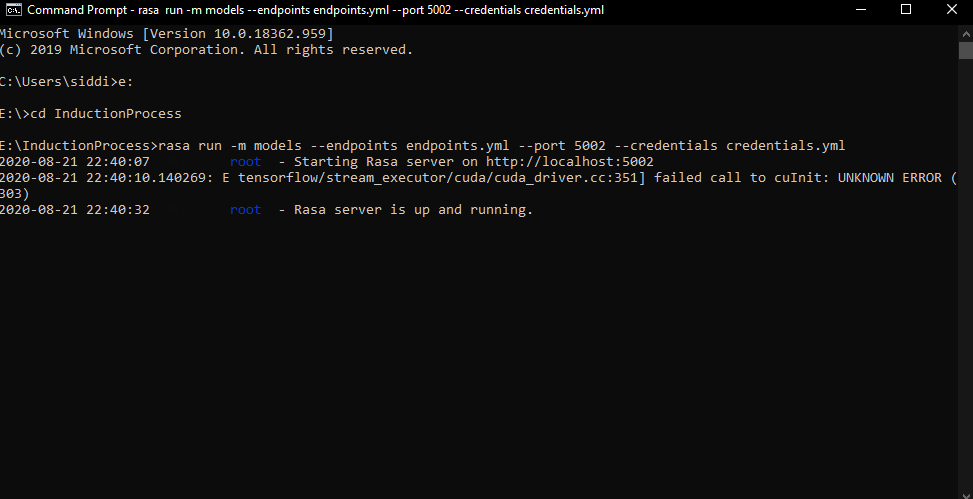 Command Prompt - rasa run -m models --endpoints endpoints.yml --port 5002 --credentials credentials.yml
Microsoft Windows [Version 10.0.18362.959]
(c) 2019 Microsoft Corporation. All rights reserved.
C:\Users\siddi>e:
E:\>cd InductionProcess
E:\InductionProcess>rasa run -m models --endpoints endpoints.yml --port 5002 --credentials credentials.yml
2020-08-21 22:40:07 root - Starting Rasa server on http://localhost:5002
2020-08-21 22:40:10.140269: E tensorflow/stream_executor/cuda/cuda_driver.cc:351] failed call to cuInit: UNKNOWN ERROR (
303)
2020-08-21 22:40:32 root - Rasa server is up and running.